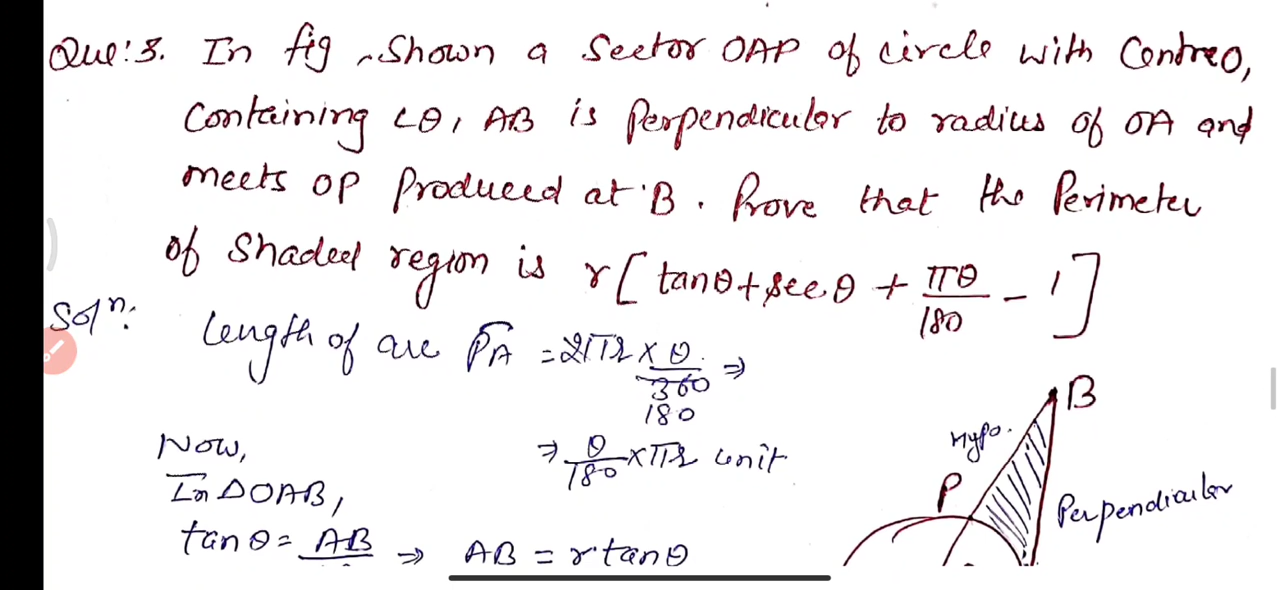 Que:3. In fig, Shown a Sector OAP of circle with Centre O,
Containing ∠θ, AB is Perpendicular to radius of OA and
meets OP Produced at 'B. Prove that the Perimeter
of Shaded region is r[tanθ + sec.θ + πθ/180 - 1]
Solⁿ: Length of arc PA = 2πr × θ/360 ⇒
180
Now, ⇒ θ/180 × πr unit
In ΔOAB,
tanθ = AB ⇒ AB = r·tanθ
B
Hypo.
P
Perpendicular